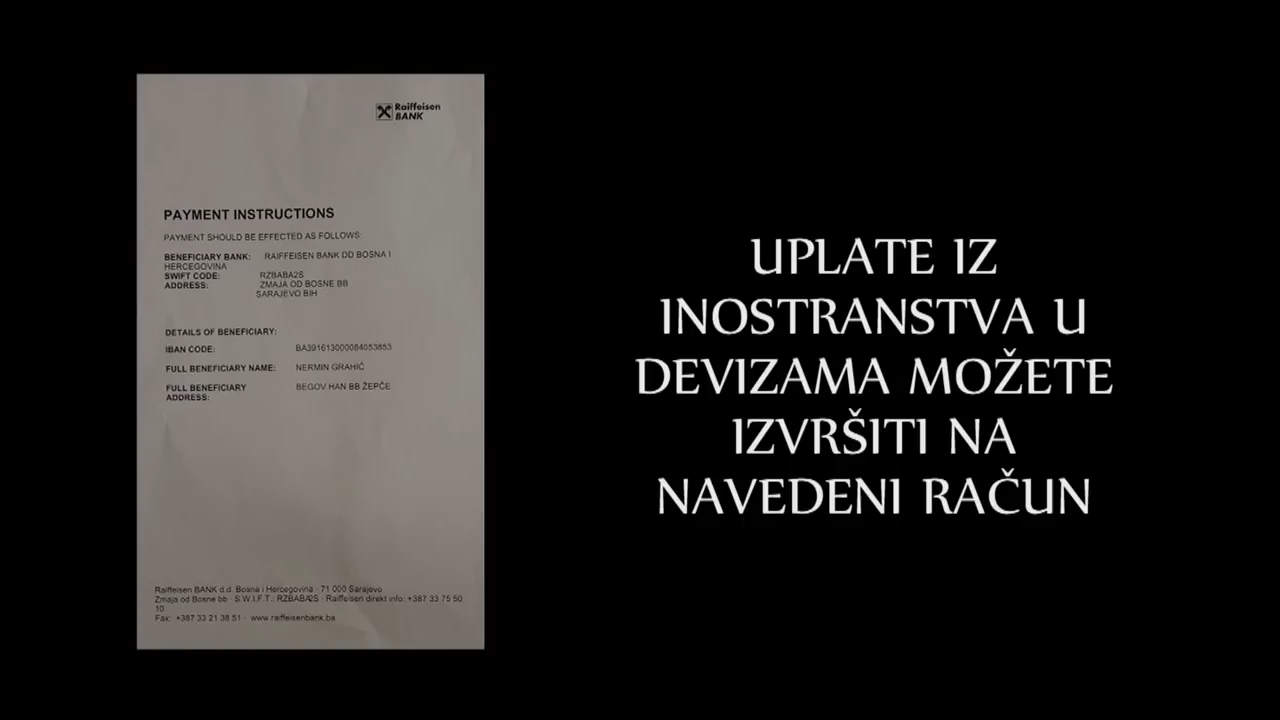 Raiffeisen
BANK
PAYMENT INSTRUCTIONS
PAYMENT SHOULD BE EFFECTED AS FOLLOWS:
BENEFICIARY BANK: RAIFFEISEN BANK DD BOSNA I
HERCEGOVINA
SWIFT CODE: RZBABA2S
ADDRESS: ZMAJA OD BOSNE BB
SARAJEVO BIH
DETAILS OF BENEFICIARY:
IBAN CODE: BA391613000084053853
FULL BENEFICIARY NAME: NERMIN GRAHIĆ
FULL BENEFICIARY BEGOV HAN BB ŽEPČE
ADDRESS:
Raiffeisen BANK d.d. Bosna i Hercegovina · 71 000 Sarajevo
Zmaja od Bosne bb · S.W.I.F.T.: RZBABA2S · Raiffeisen direkt info: +387 33 75 50
10
Fax: +387 33 21 38 51 · www.raiffeisenbank.ba
UPLATE IZ
INOSTRANSTVA U
DEVIZAMA MOŽETE
IZVRŠITI NA
NAVEDENI RAČUN